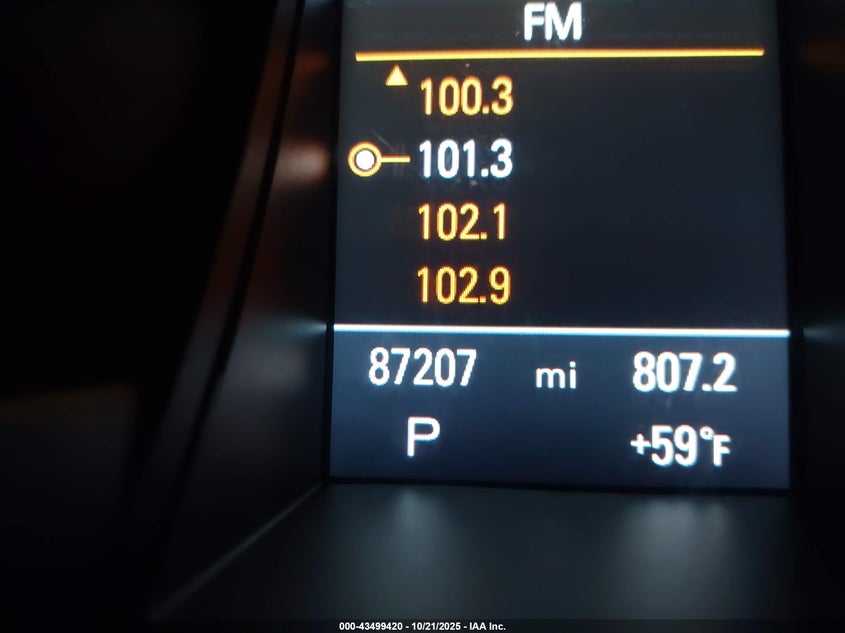 FM
100.3
101.3
102.1
102.9
87207 mi 807.2
P +59°F
000-43499420 - 10/21/2025 - IAA Inc.